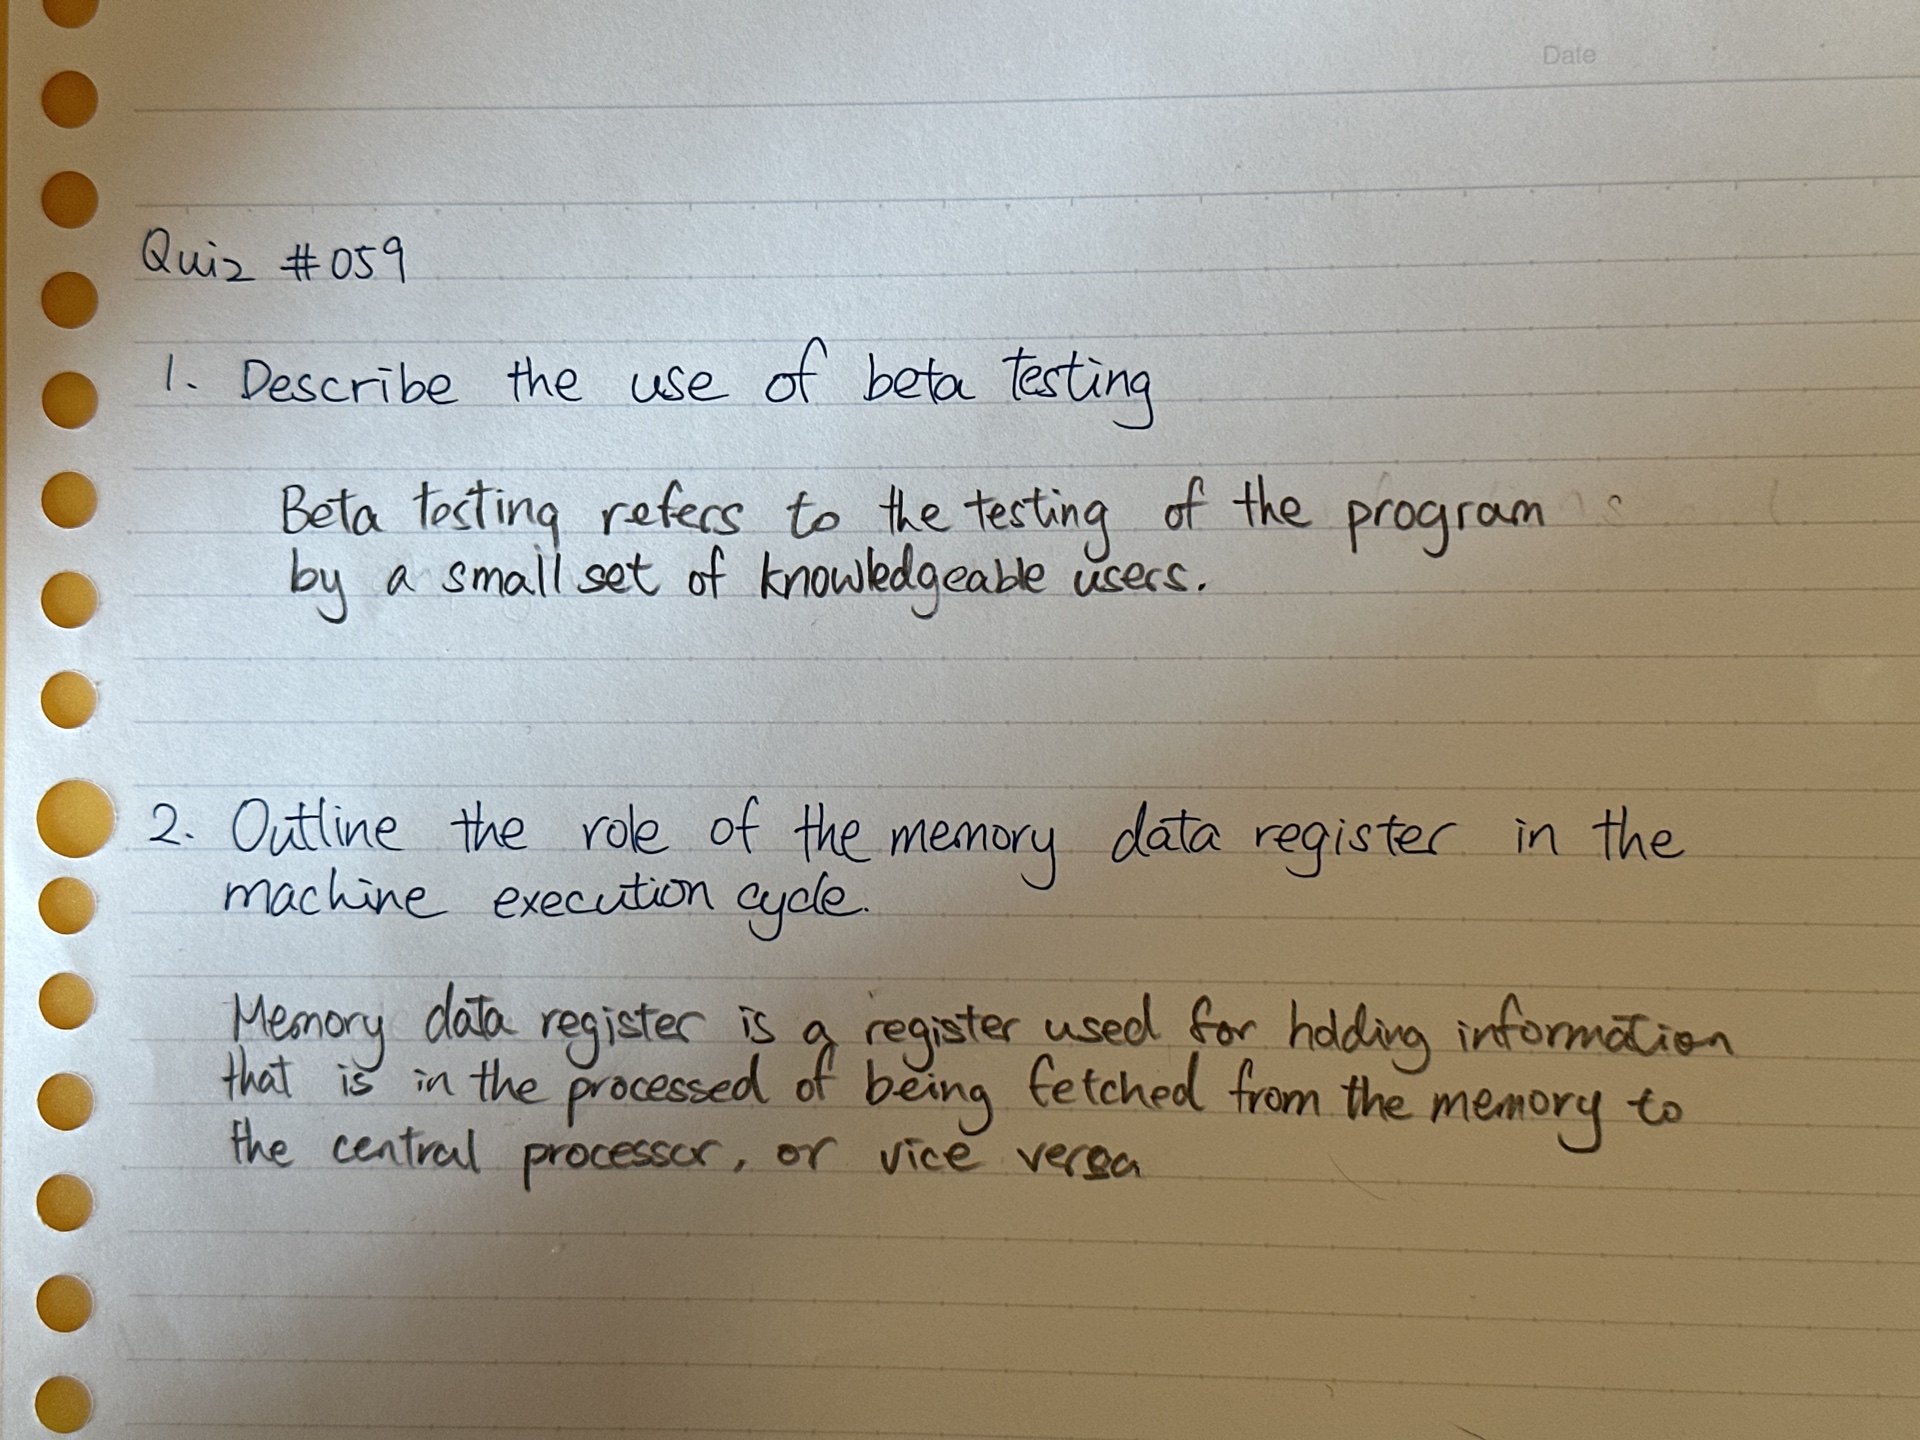 Date
Quiz #059
1. Describe the use of beta testing
Beta testing refers to the testing of the program
by a small set of knowledgeable users.
2. Outline the role of the memory data register in the
machine execution cycle.
Memory data register is a register used for holding information
that is in the processed of being fetched from the memory to
the central processor, or vice versa